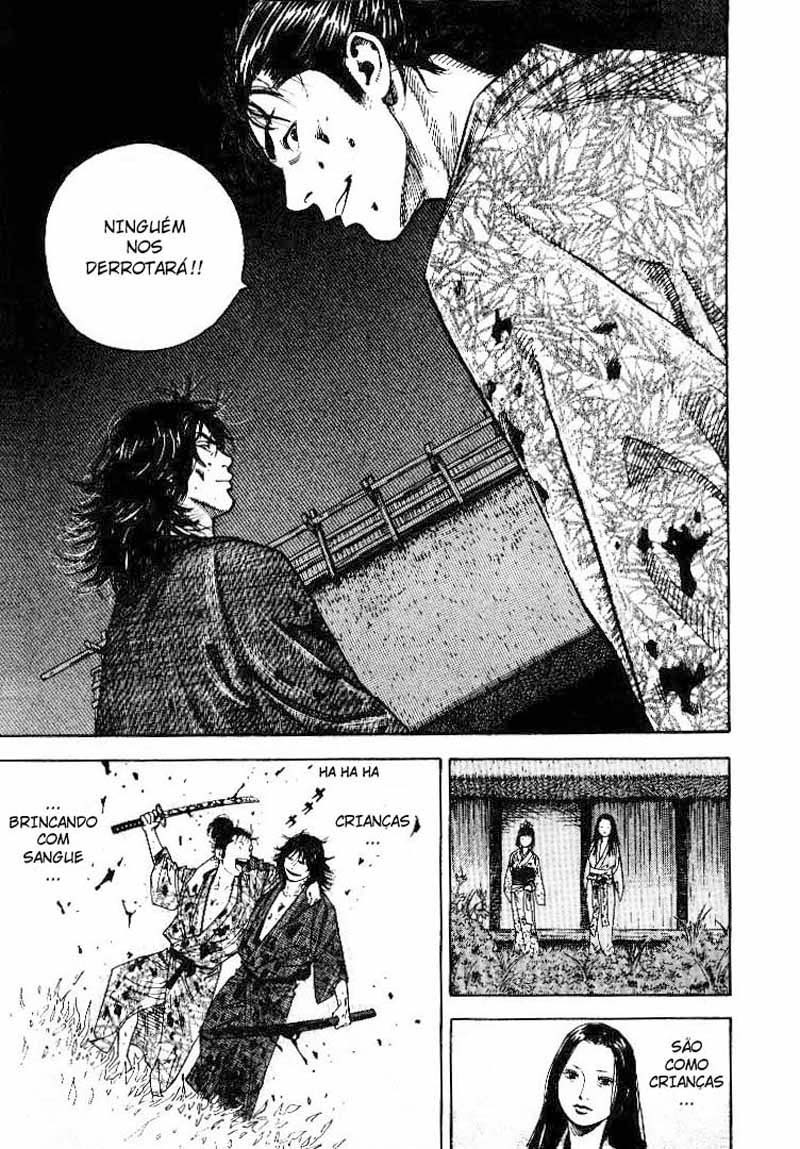 NINGUÉM
NOS
DERROTARÁ!!
SÃO
COMO
CRIANÇAS
...
HA HA HA
CRIANÇAS
...
...
BRINCANDO
COM
SANGUE
...